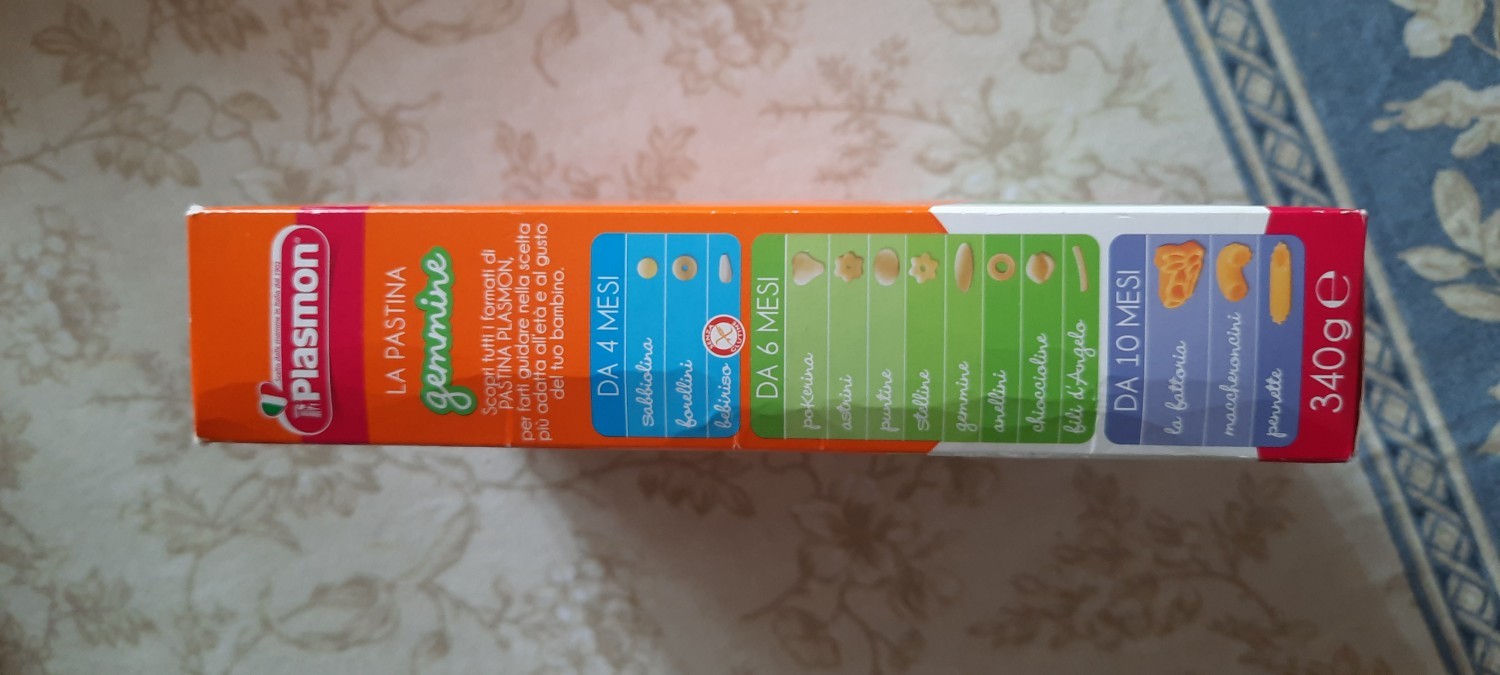 Plasmon®
LA PASTINA
gemmine
Scopri tutti i formati di
PASTINA PLASMON,
per farti guidare nella scelta
più adatta all'età e al gusto
del tuo bambino.
DA 4 MESI
sabbiolina
forellini
bebiriso
SENZA GLUTINE
DA 6 MESI
pokerina
astrini
puntine
stelline
gemmine
anellini
chioccioline
fili d'Angelo
DA 10 MESI
la fattoria
maccheroncini
pennette
340g e